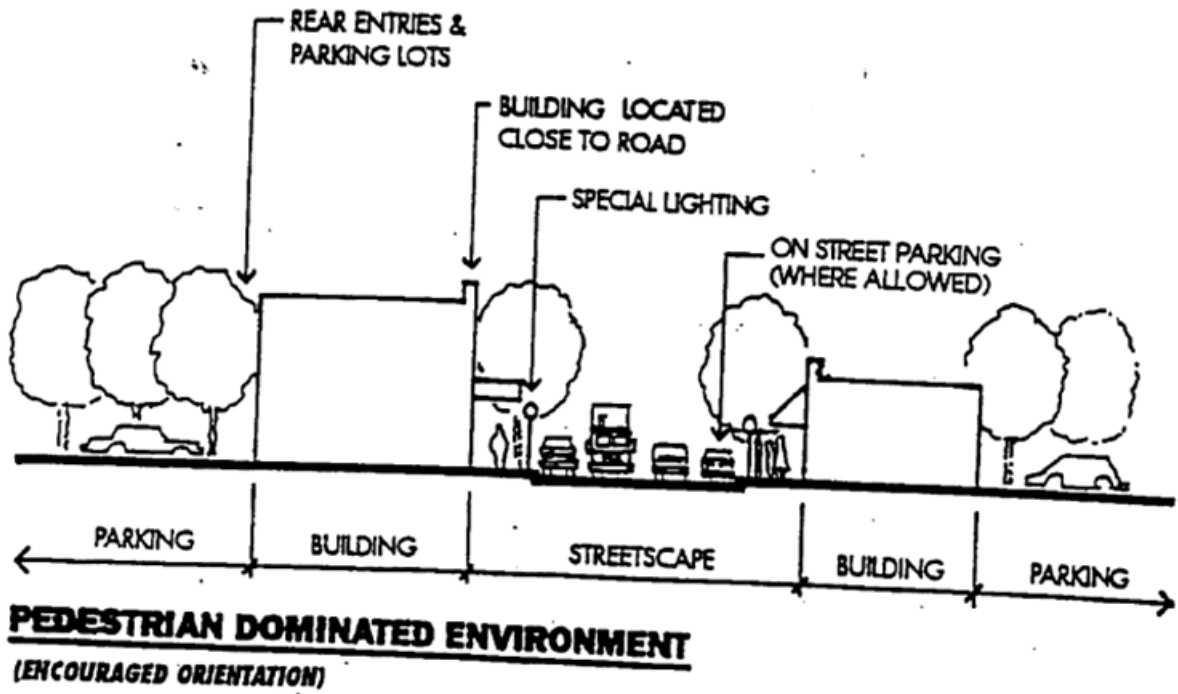 REAR ENTRIES &
PARKING LOTS
BUILDING LOCATED
CLOSE TO ROAD
SPECIAL LIGHTING
ON STREET PARKING
(WHERE ALLOWED)
PARKING
BUILDING
STREETSCAPE
BUILDING
PARKING
PEDESTRIAN DOMINATED ENVIRONMENT
(ENCOURAGED ORIENTATION)